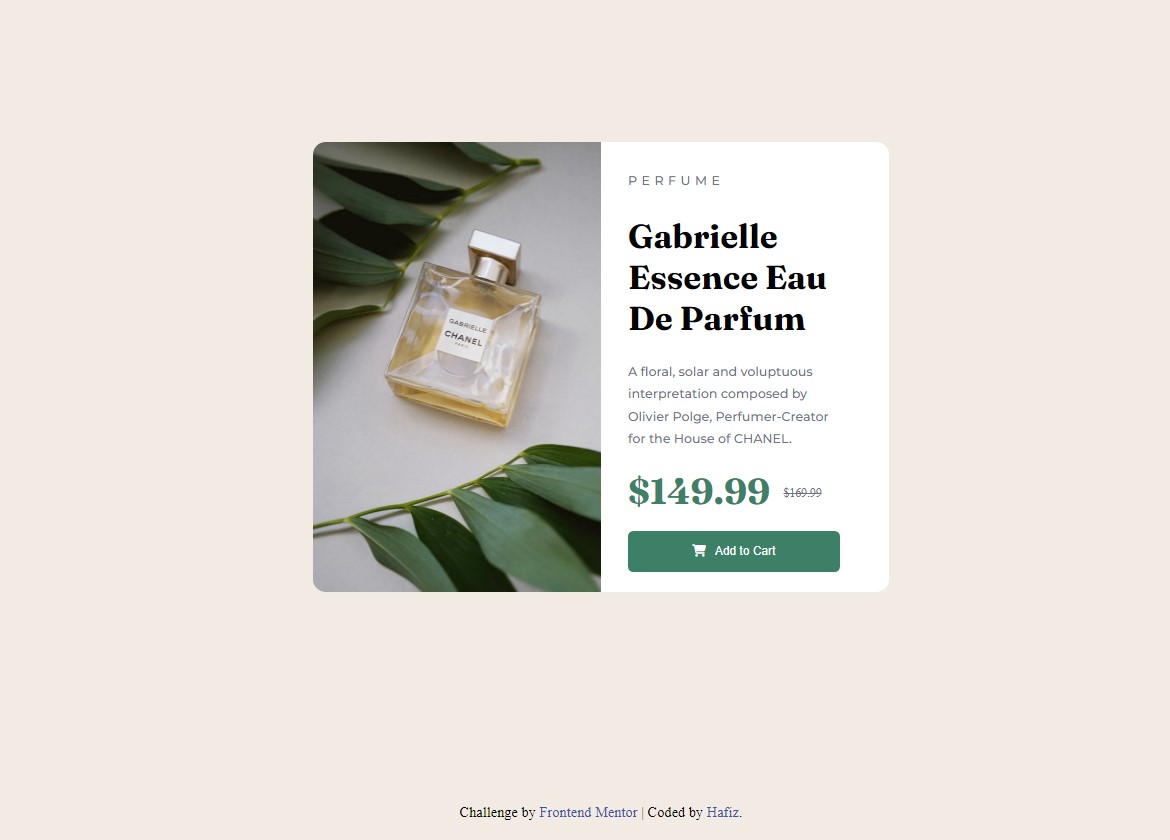 GABRIELLE
CHANEL
PARIS
PERFUME
Gabrielle
Essence Eau
De Parfum
A floral, solar and voluptuous
interpretation composed by
Olivier Polge, Perfumer-Creator
for the House of CHANEL.
$149.99 $169.99
Add to Cart
Challenge by Frontend Mentor | Coded by Hafiz.